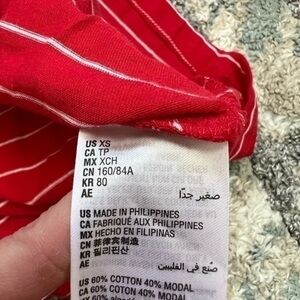 US XS
CA TP
MX XCH
CN 160/84A
KR 80
AE صغير جدًا
US MADE IN PHILIPPINES
CA FABRIQUÉ AUX PHILIPPINES
MX HECHO EN FILIPINAS
CN 菲律宾制造
KR 필리핀산
AE صنع في الفلبين
US 60% COTTON 40% MODAL
CA 60% COTON 40% MODAL